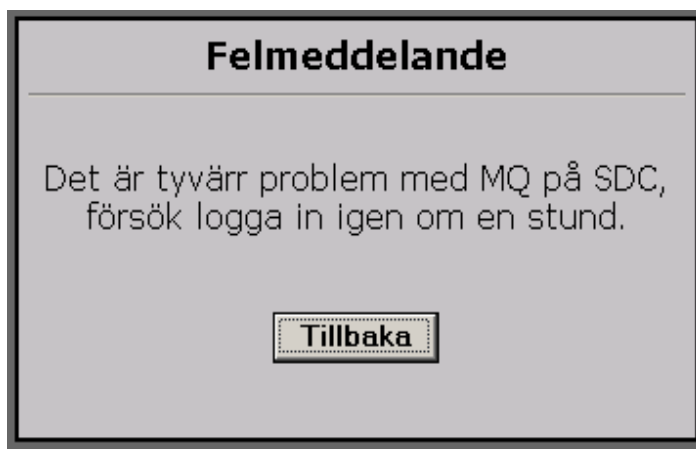 Felmeddelande
Det är tyvärr problem med MQ på SDC,
försök logga in igen om en stund.
Tillbaka